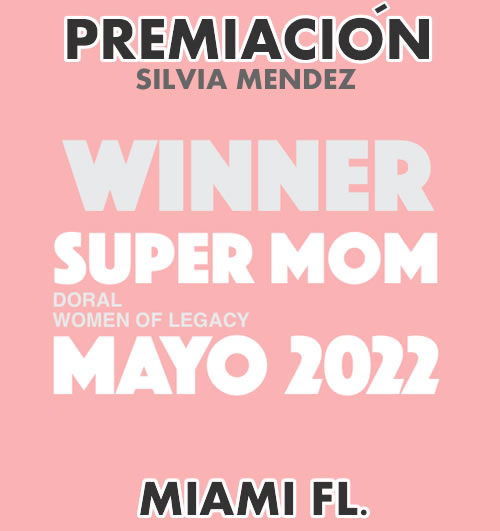 PREMIACIÓN
SILVIA MENDEZ
WINNER
SUPER MOM
DORAL
WOMEN OF LEGACY
MAYO 2022
MIAMI FL.